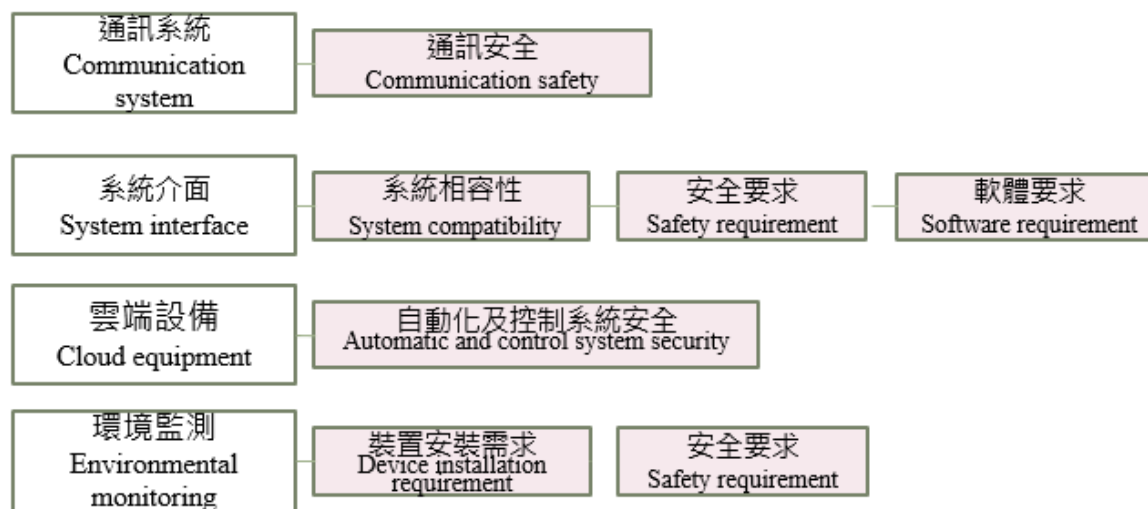 通訊系統
Communication
system
通訊安全
Communication safety
系統介面
System interface
系統相容性
System compatibility
安全要求
Safety requirement
軟體要求
Software requirement
雲端設備
Cloud equipment
自動化及控制系統安全
Automatic and control system security
環境監測
Environmental
monitoring
裝置安裝需求
Device installation
requirement
安全要求
Safety requirement